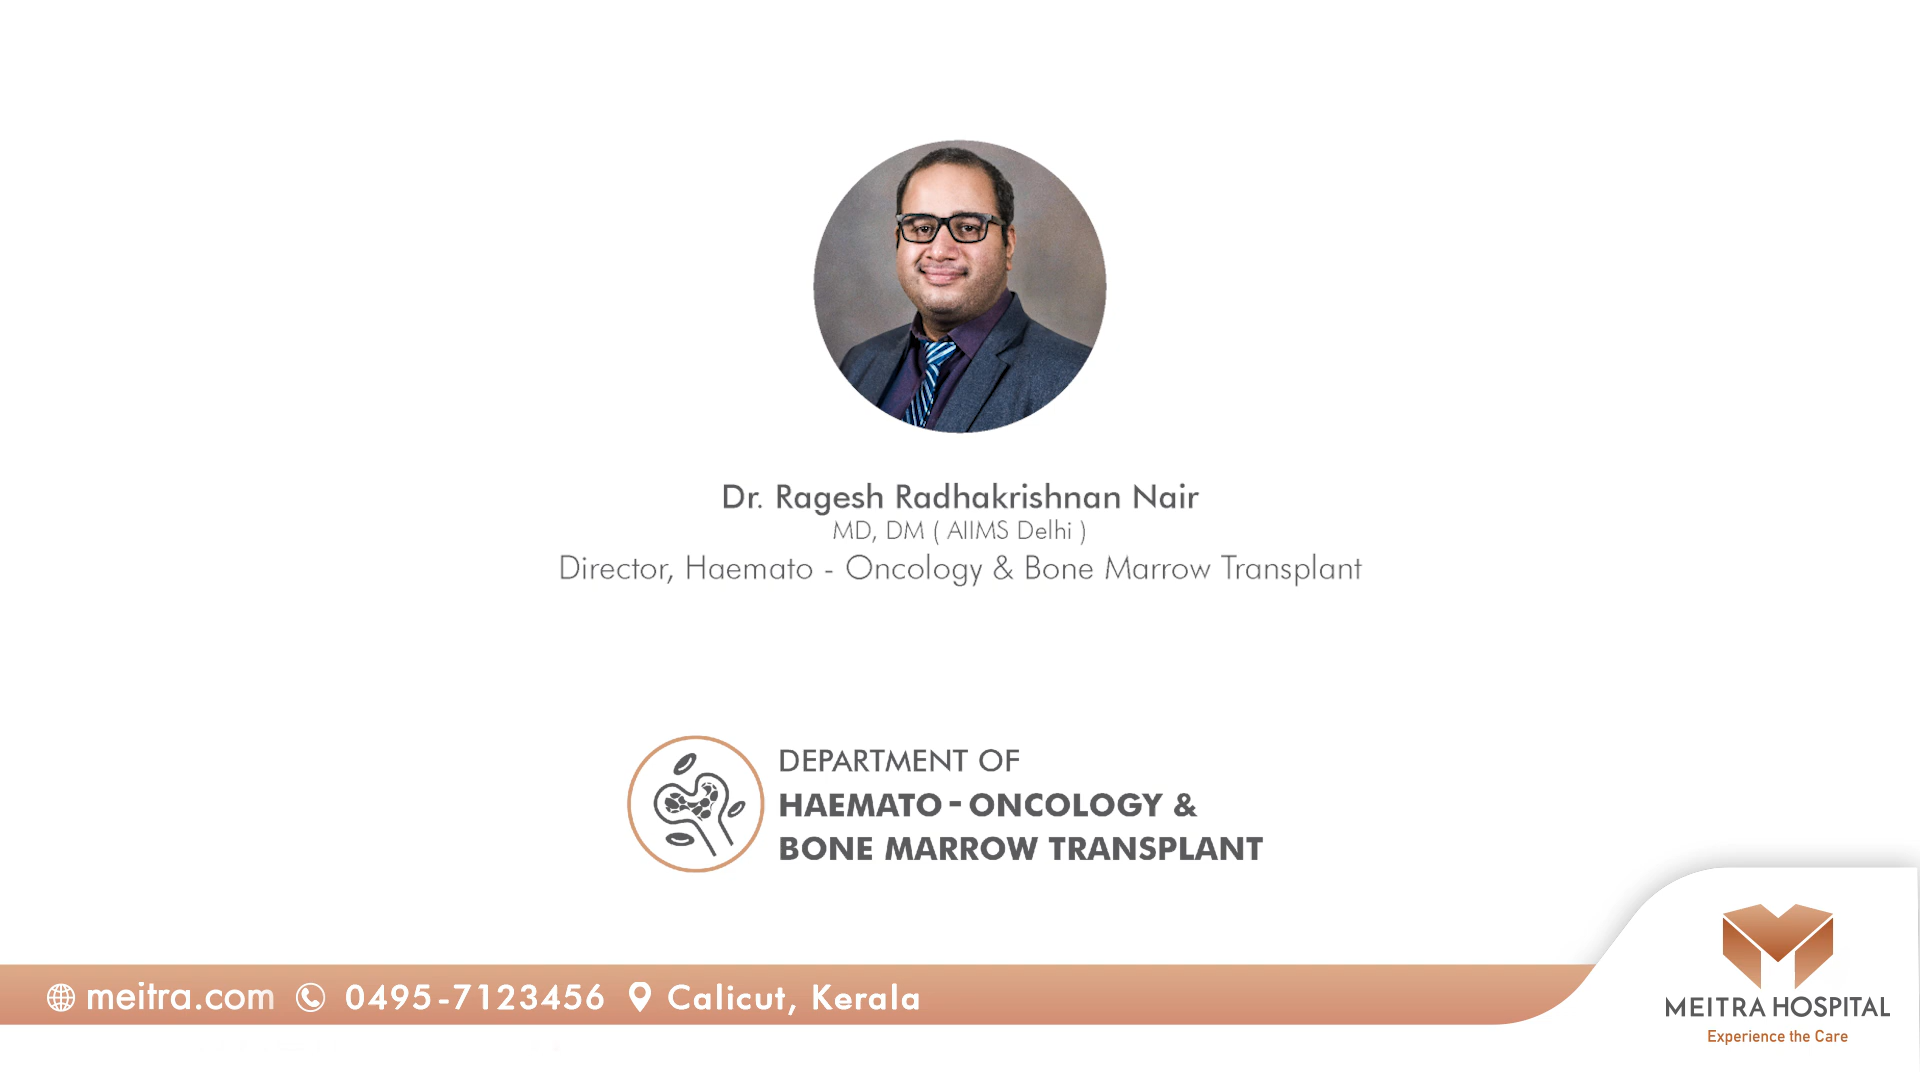 Dr. Ragesh Radhakrishnan Nair
MD, DM ( AIIMS Delhi )
Director, Haemato - Oncology & Bone Marrow Transplant
DEPARTMENT OF
HAEMATO - ONCOLOGY &
BONE MARROW TRANSPLANT
meitra.com 0495-7123456 Calicut, Kerala
MEITRA HOSPITAL
Experience the Care